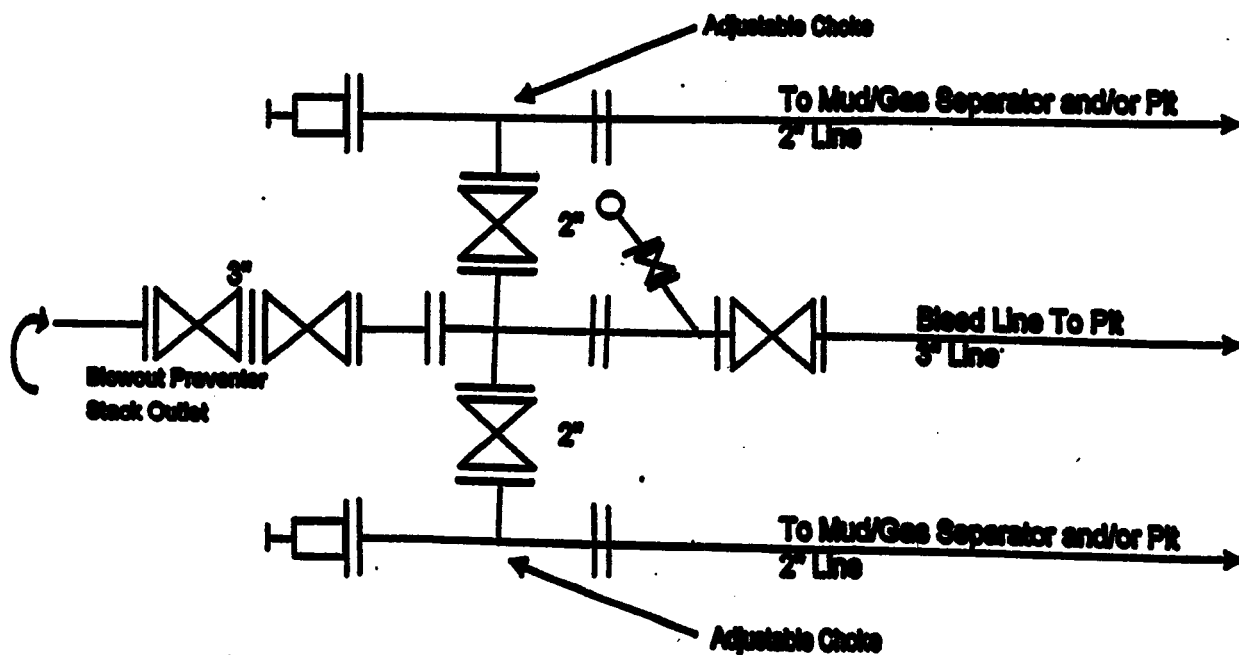 Adjustable Choke
To Mud/Gas Separator and/or Pit
2" Line
2"
3"
Bleed Line To Pit
3" Line
Blowout Preventer
Stack Outlet
2"
To Mud/Gas Separator and/or Pit
2" Line
Adjustable Choke